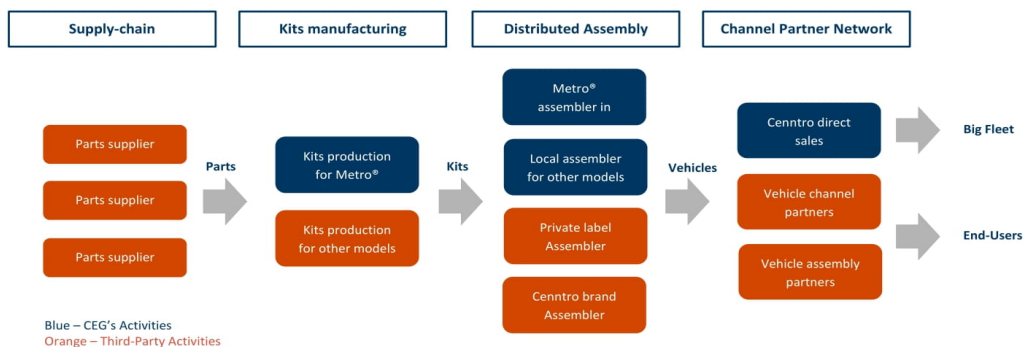 Supply-chain
Kits manufacturing
Distributed Assembly
Channel Partner Network
Parts supplier
Parts supplier
Parts supplier
Parts
Kits production
for Metro®
Kits production
for other models
Kits
Metro®
assembler in
Local assembler
for other models
Private label
Assembler
Cenntro brand
Assembler
Vehicles
Cenntro direct
sales
Vehicle channel
partners
Vehicle assembly
partners
Big Fleet
End-Users
Blue – CEG's Activities
Orange – Third-Party Activities